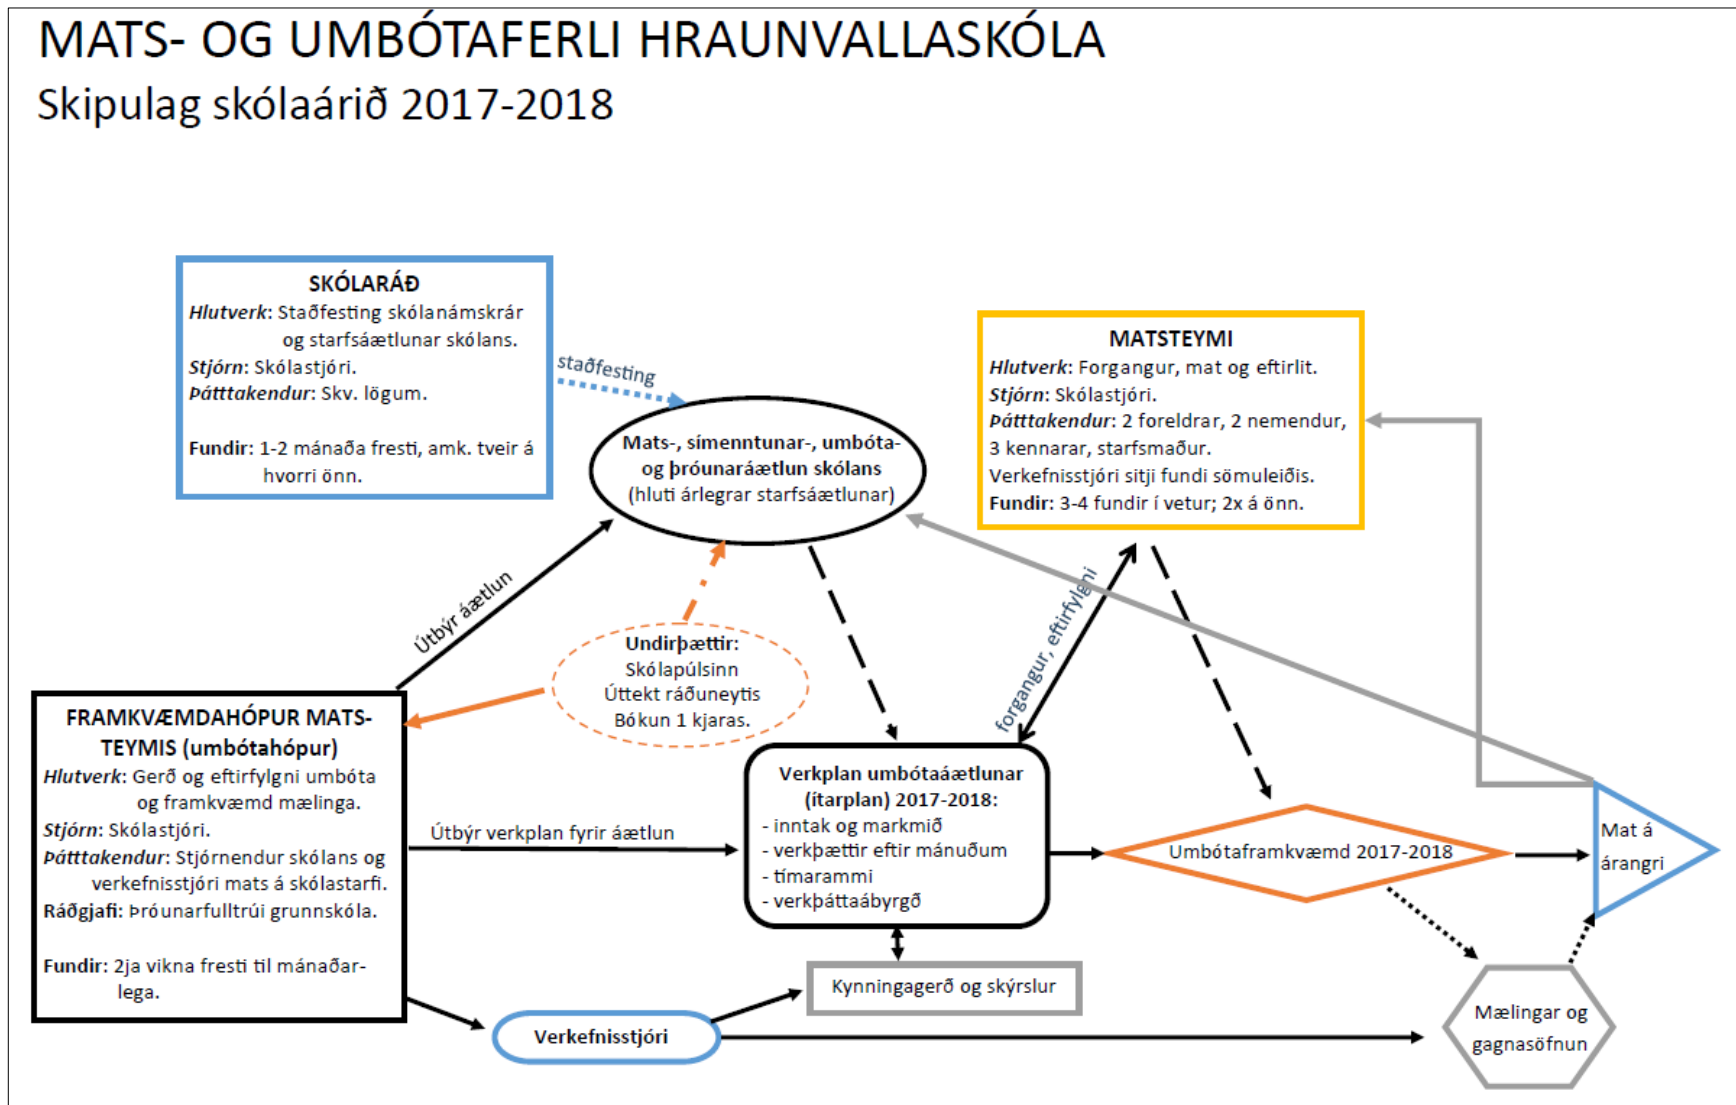 MATS- OG UMBÓTAFERLI HRAUNVALLASKÓLA
Skipulag skólaárið 2017-2018
SKÓLARÁÐ
Hlutverk: Staðfesting skólanámskrár
og starfsáætlunar skólans.
Stjórn: Skólastjóri.
Þátttakendur: Skv. lögum.
Fundir: 1-2 mánaða fresti, amk. tveir á
hvorri önn.
staðfesting
Mats-, símenntunar-, umbóta-
og þróunaráætlun skólans
(hluti árlegrar starfsáætlunar)
MATSTEYMI
Hlutverk: Forgangur, mat og eftirlit.
Stjórn: Skólastjóri.
Þátttakendur: 2 foreldrar, 2 nemendur,
3 kennarar, starfsmaður.
Verkefnisstjóri sitji fundi sömuleiðis.
Fundir: 3-4 fundir í vetur; 2x á önn.
Útbýr áætlun
forgangur, eftirfylgni
Undirþættir:
Skólapúlsinn
Úttekt ráðuneytis
Bókun 1 kjaras.
FRAMKVÆMDAHÓPUR MATS-
TEYMIS (umbótahópur)
Hlutverk: Gerð og eftirfylgni umbóta
og framkvæmd mælinga.
Stjórn: Skólastjóri.
Þátttakendur: Stjórnendur skólans og
verkefnisstjóri mats á skólastarfi.
Ráðgjafi: Þróunarfulltrúi grunnskóla.
Fundir: 2ja vikna fresti til mánaðar-
lega.
Útbýr verkplan fyrir áætlun
Verkplan umbótaáætlunar
(ítarplan) 2017-2018:
- inntak og markmið
- verkþættir eftir mánuðum
- tímarammi
- verkþáttaábyrgð
Umbótaframkvæmd 2017-2018
Mat á
árangri
Kynningagerð og skýrslur
Verkefnisstjóri
Mælingar og
gagnasöfnun